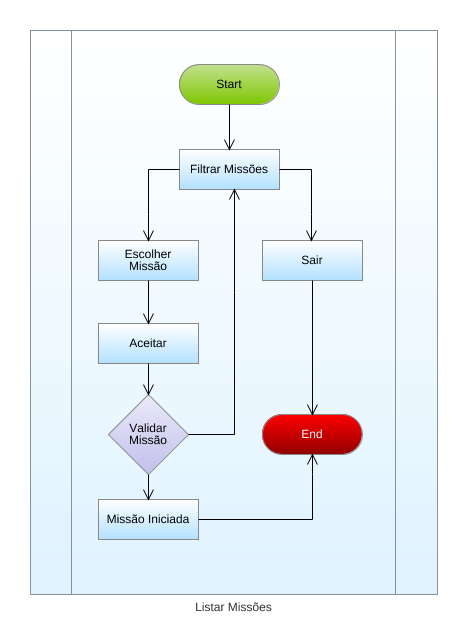 Start
Filtrar Missões
Escolher
Missão
Sair
Aceitar
Validar
Missão
End
Missão Iniciada
Listar Missões